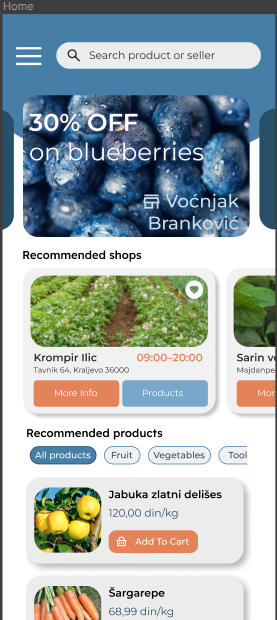 Home
Search product or seller
30% OFF
on blueberries
Voćnjak
Branković
Recommended shops
Krompir Ilic
09:00–20:00
Tavnik 64, Kraljevo 36000
More Info
Products
Sarin v
Majdanpe
Mor
Recommended products
All products
Fruit
Vegetables
Tool
Jabuka zlatni delišes
120,00 din/kg
Add To Cart
Šargarepe
68,99 din/kg